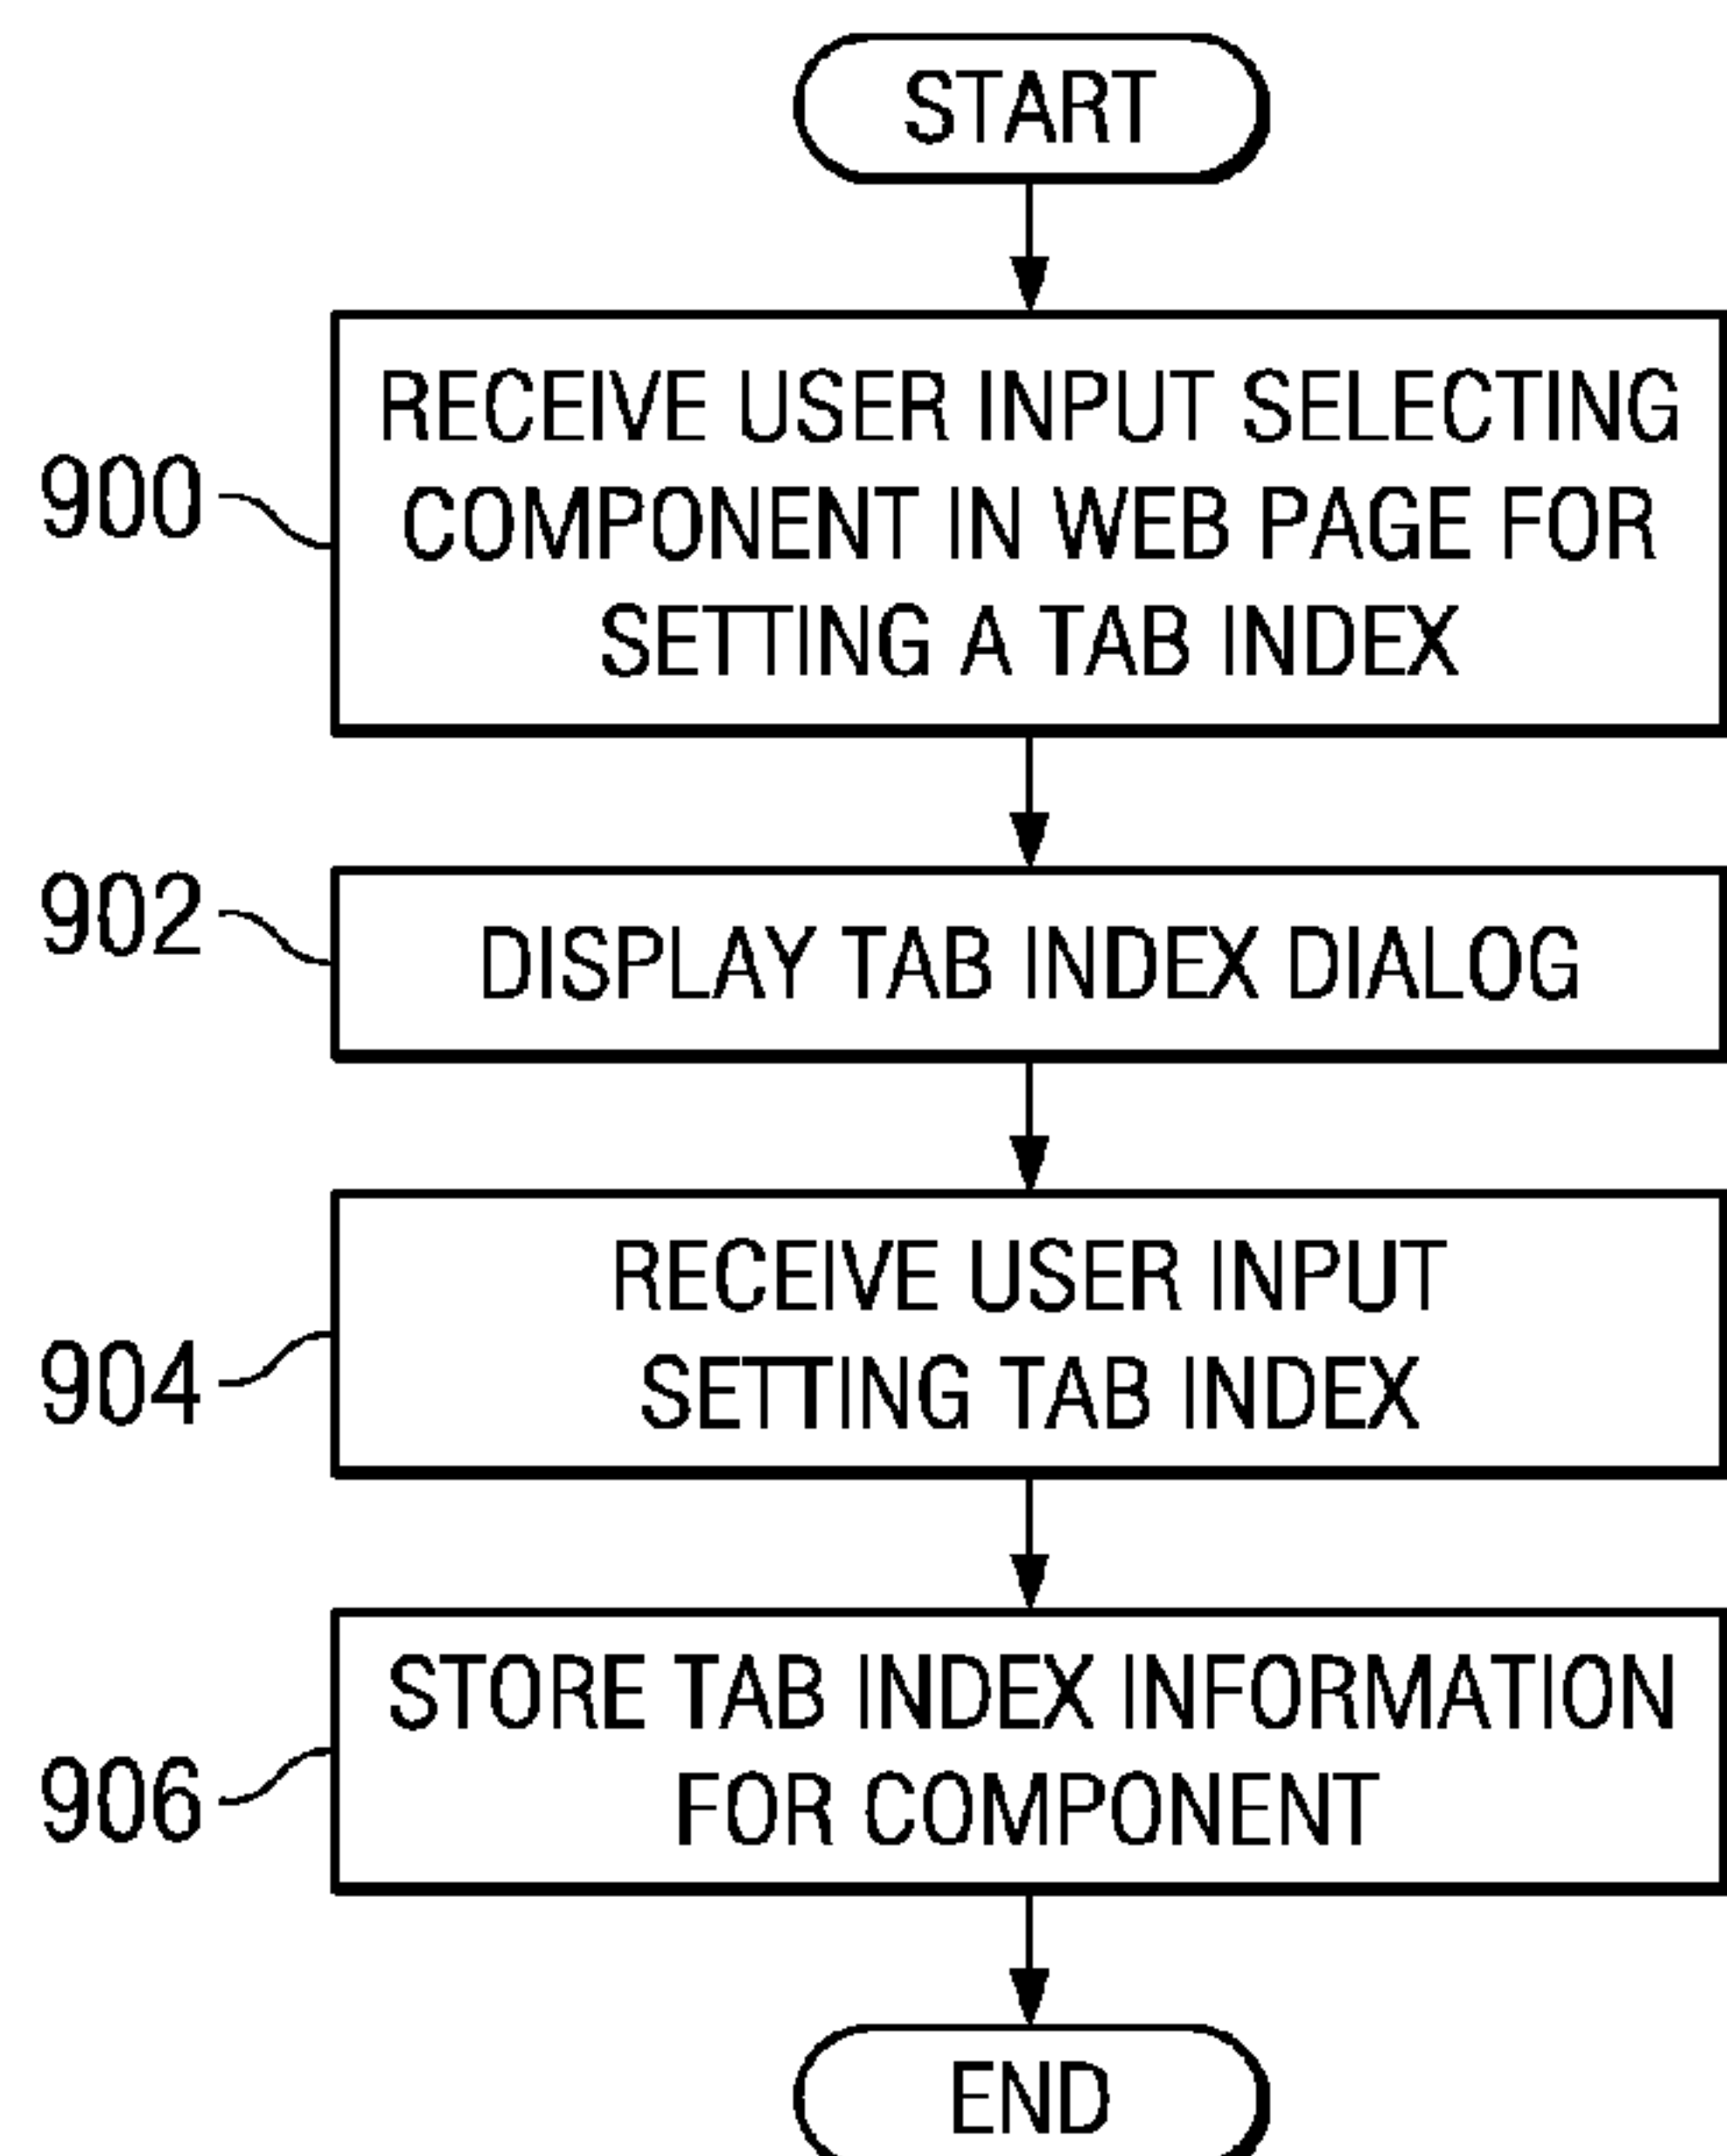 START
RECEIVE USER INPUT SELECTING
COMPONENT IN WEB PAGE FOR
SETTING A TAB INDEX
900
902
DISPLAY TAB INDEX DIALOG
RECEIVE USER INPUT
SETTING TAB INDEX
904
STORE TAB INDEX INFORMATION
FOR COMPONENT
906
END